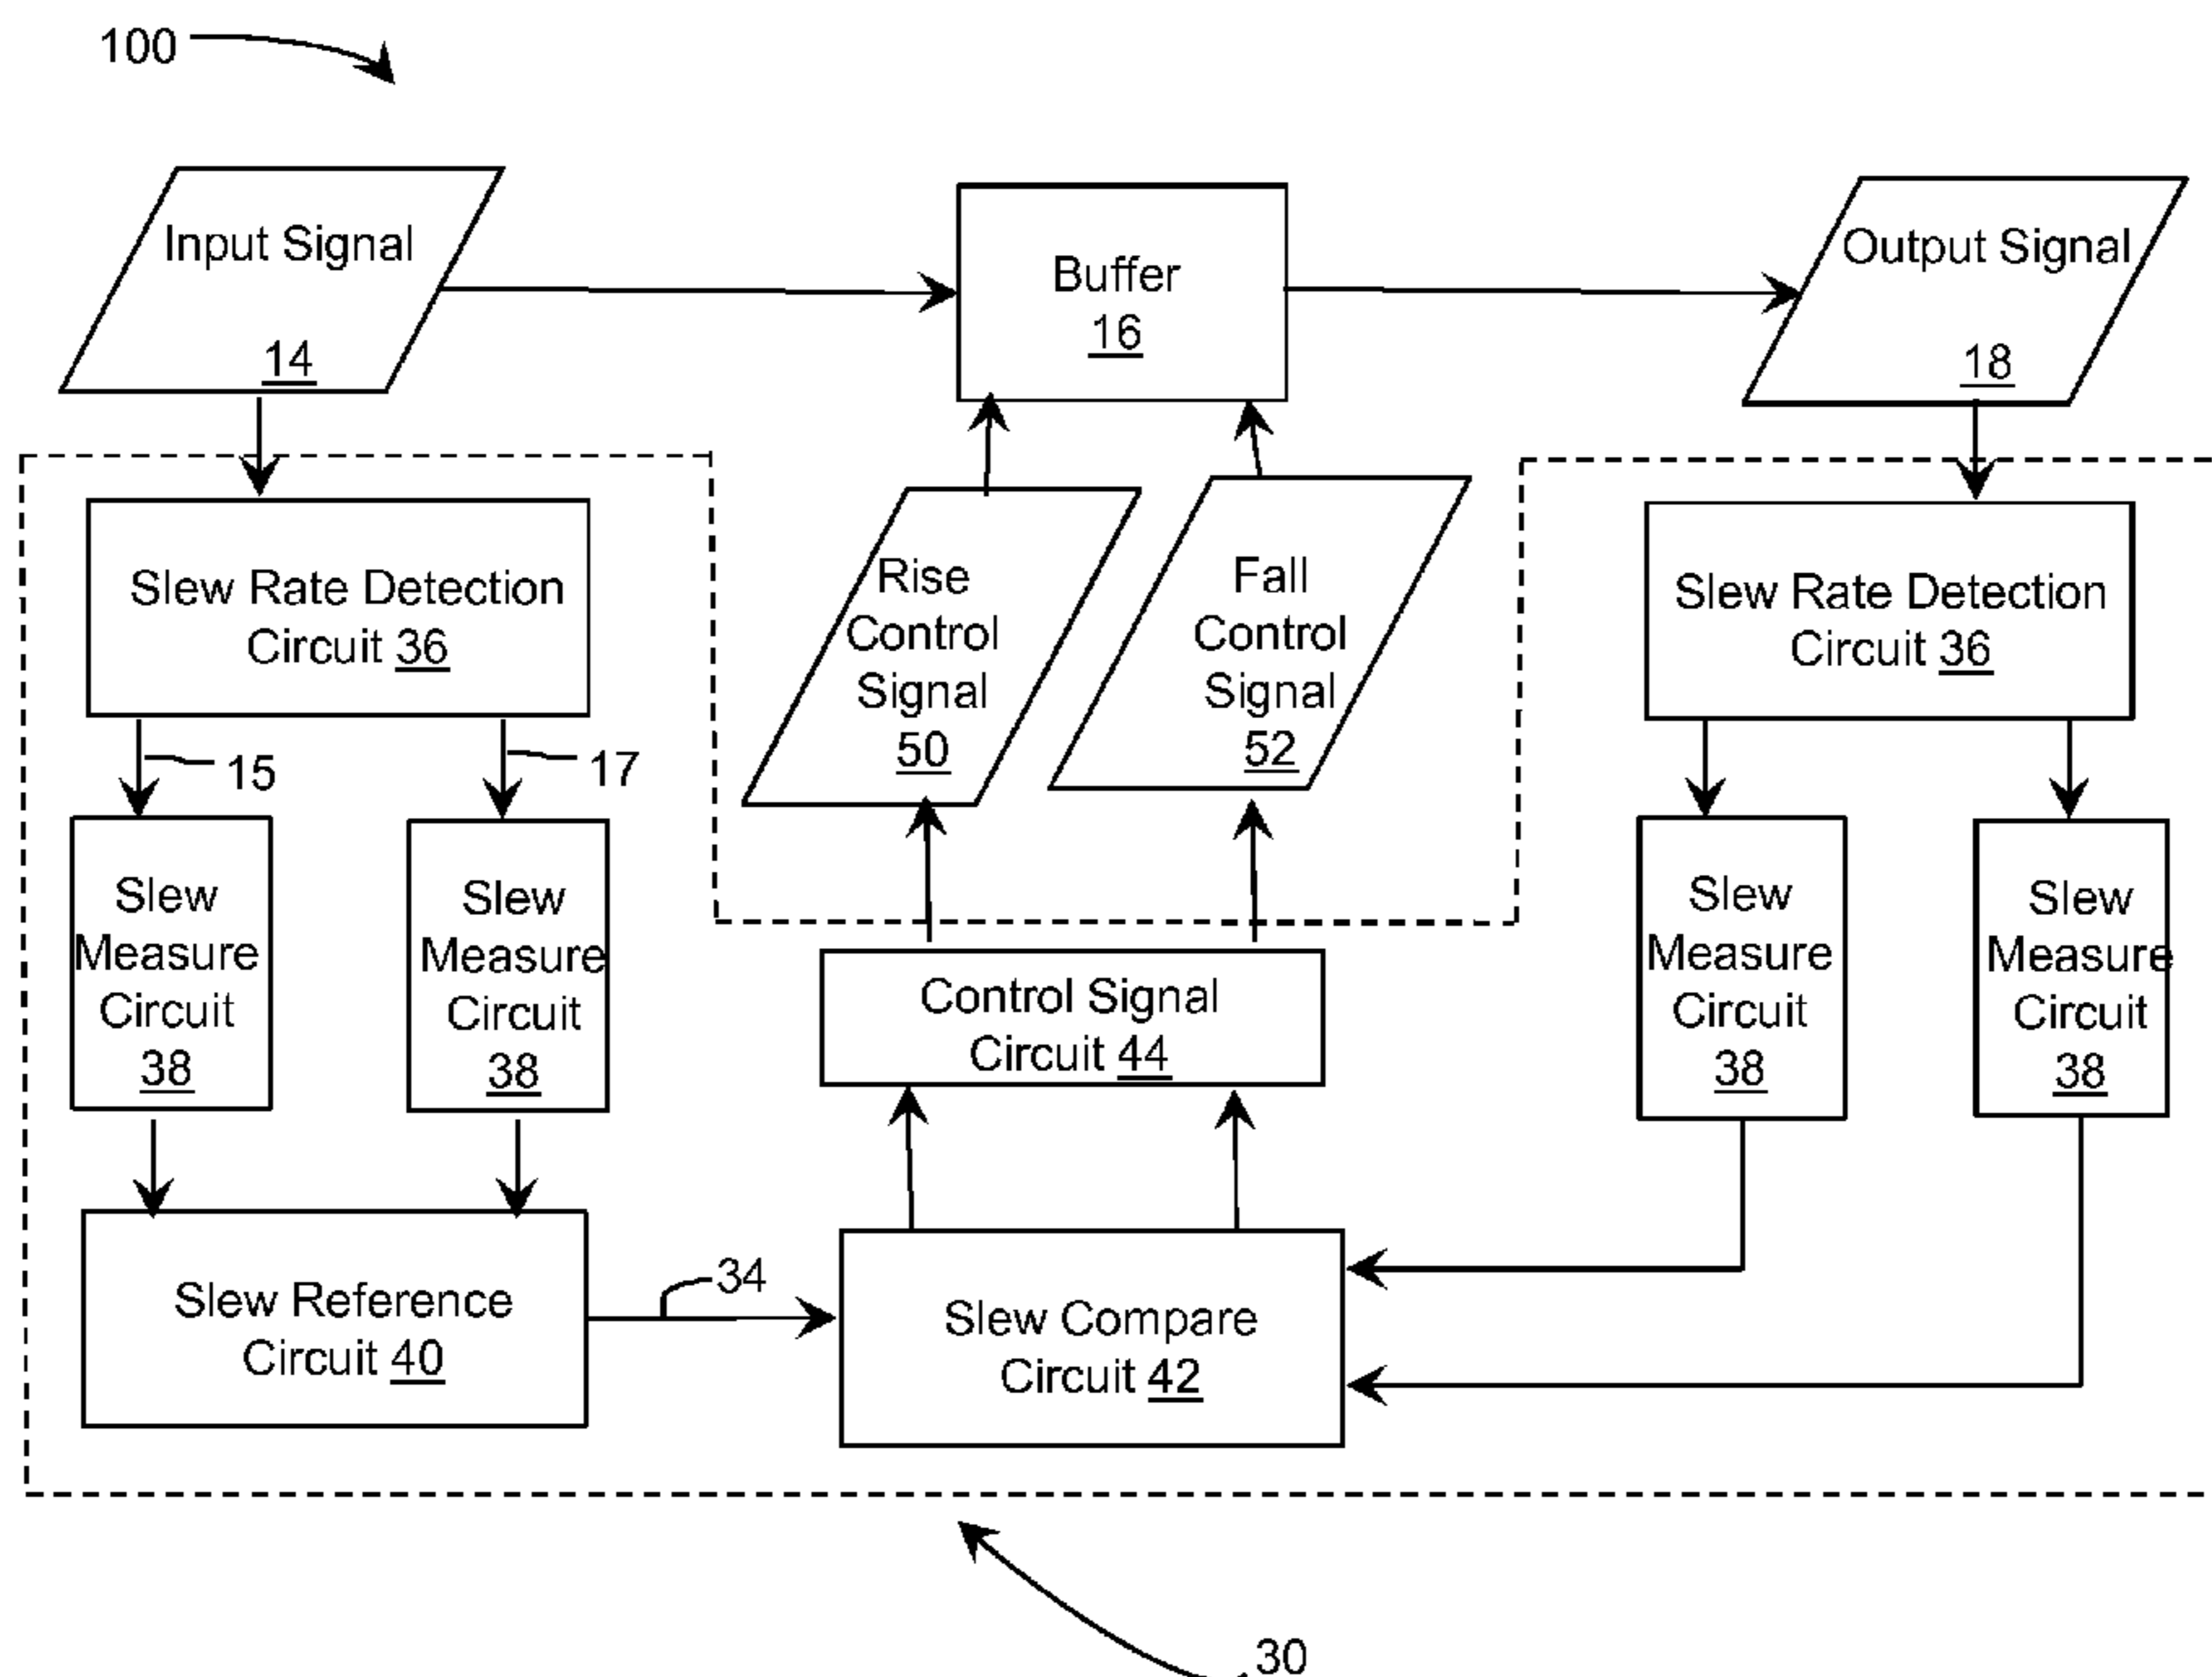 100
Input Signal
14
Buffer
16
Output Signal
18
Slew Rate Detection
Circuit 36
Rise
Control
Signal
50
Fall
Control
Signal
52
Slew Rate Detection
Circuit 36
15
17
Slew
Measure
Circuit
38
Slew
Measure
Circuit
38
Control Signal
Circuit 44
Slew
Measure
Circuit
38
Slew
Measure
Circuit
38
Slew Reference
Circuit 40
34
Slew Compare
Circuit 42
30